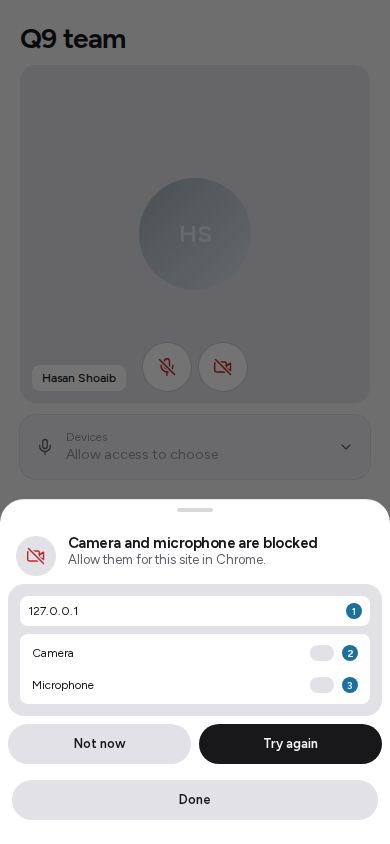 Q9 team
HS
Hasan Shoaib
Devices
Allow access to choose
Camera and microphone are blocked
Allow them for this site in Chrome.
127.0.0.1 1
Camera 2
Microphone 3
Not now Try again
Done